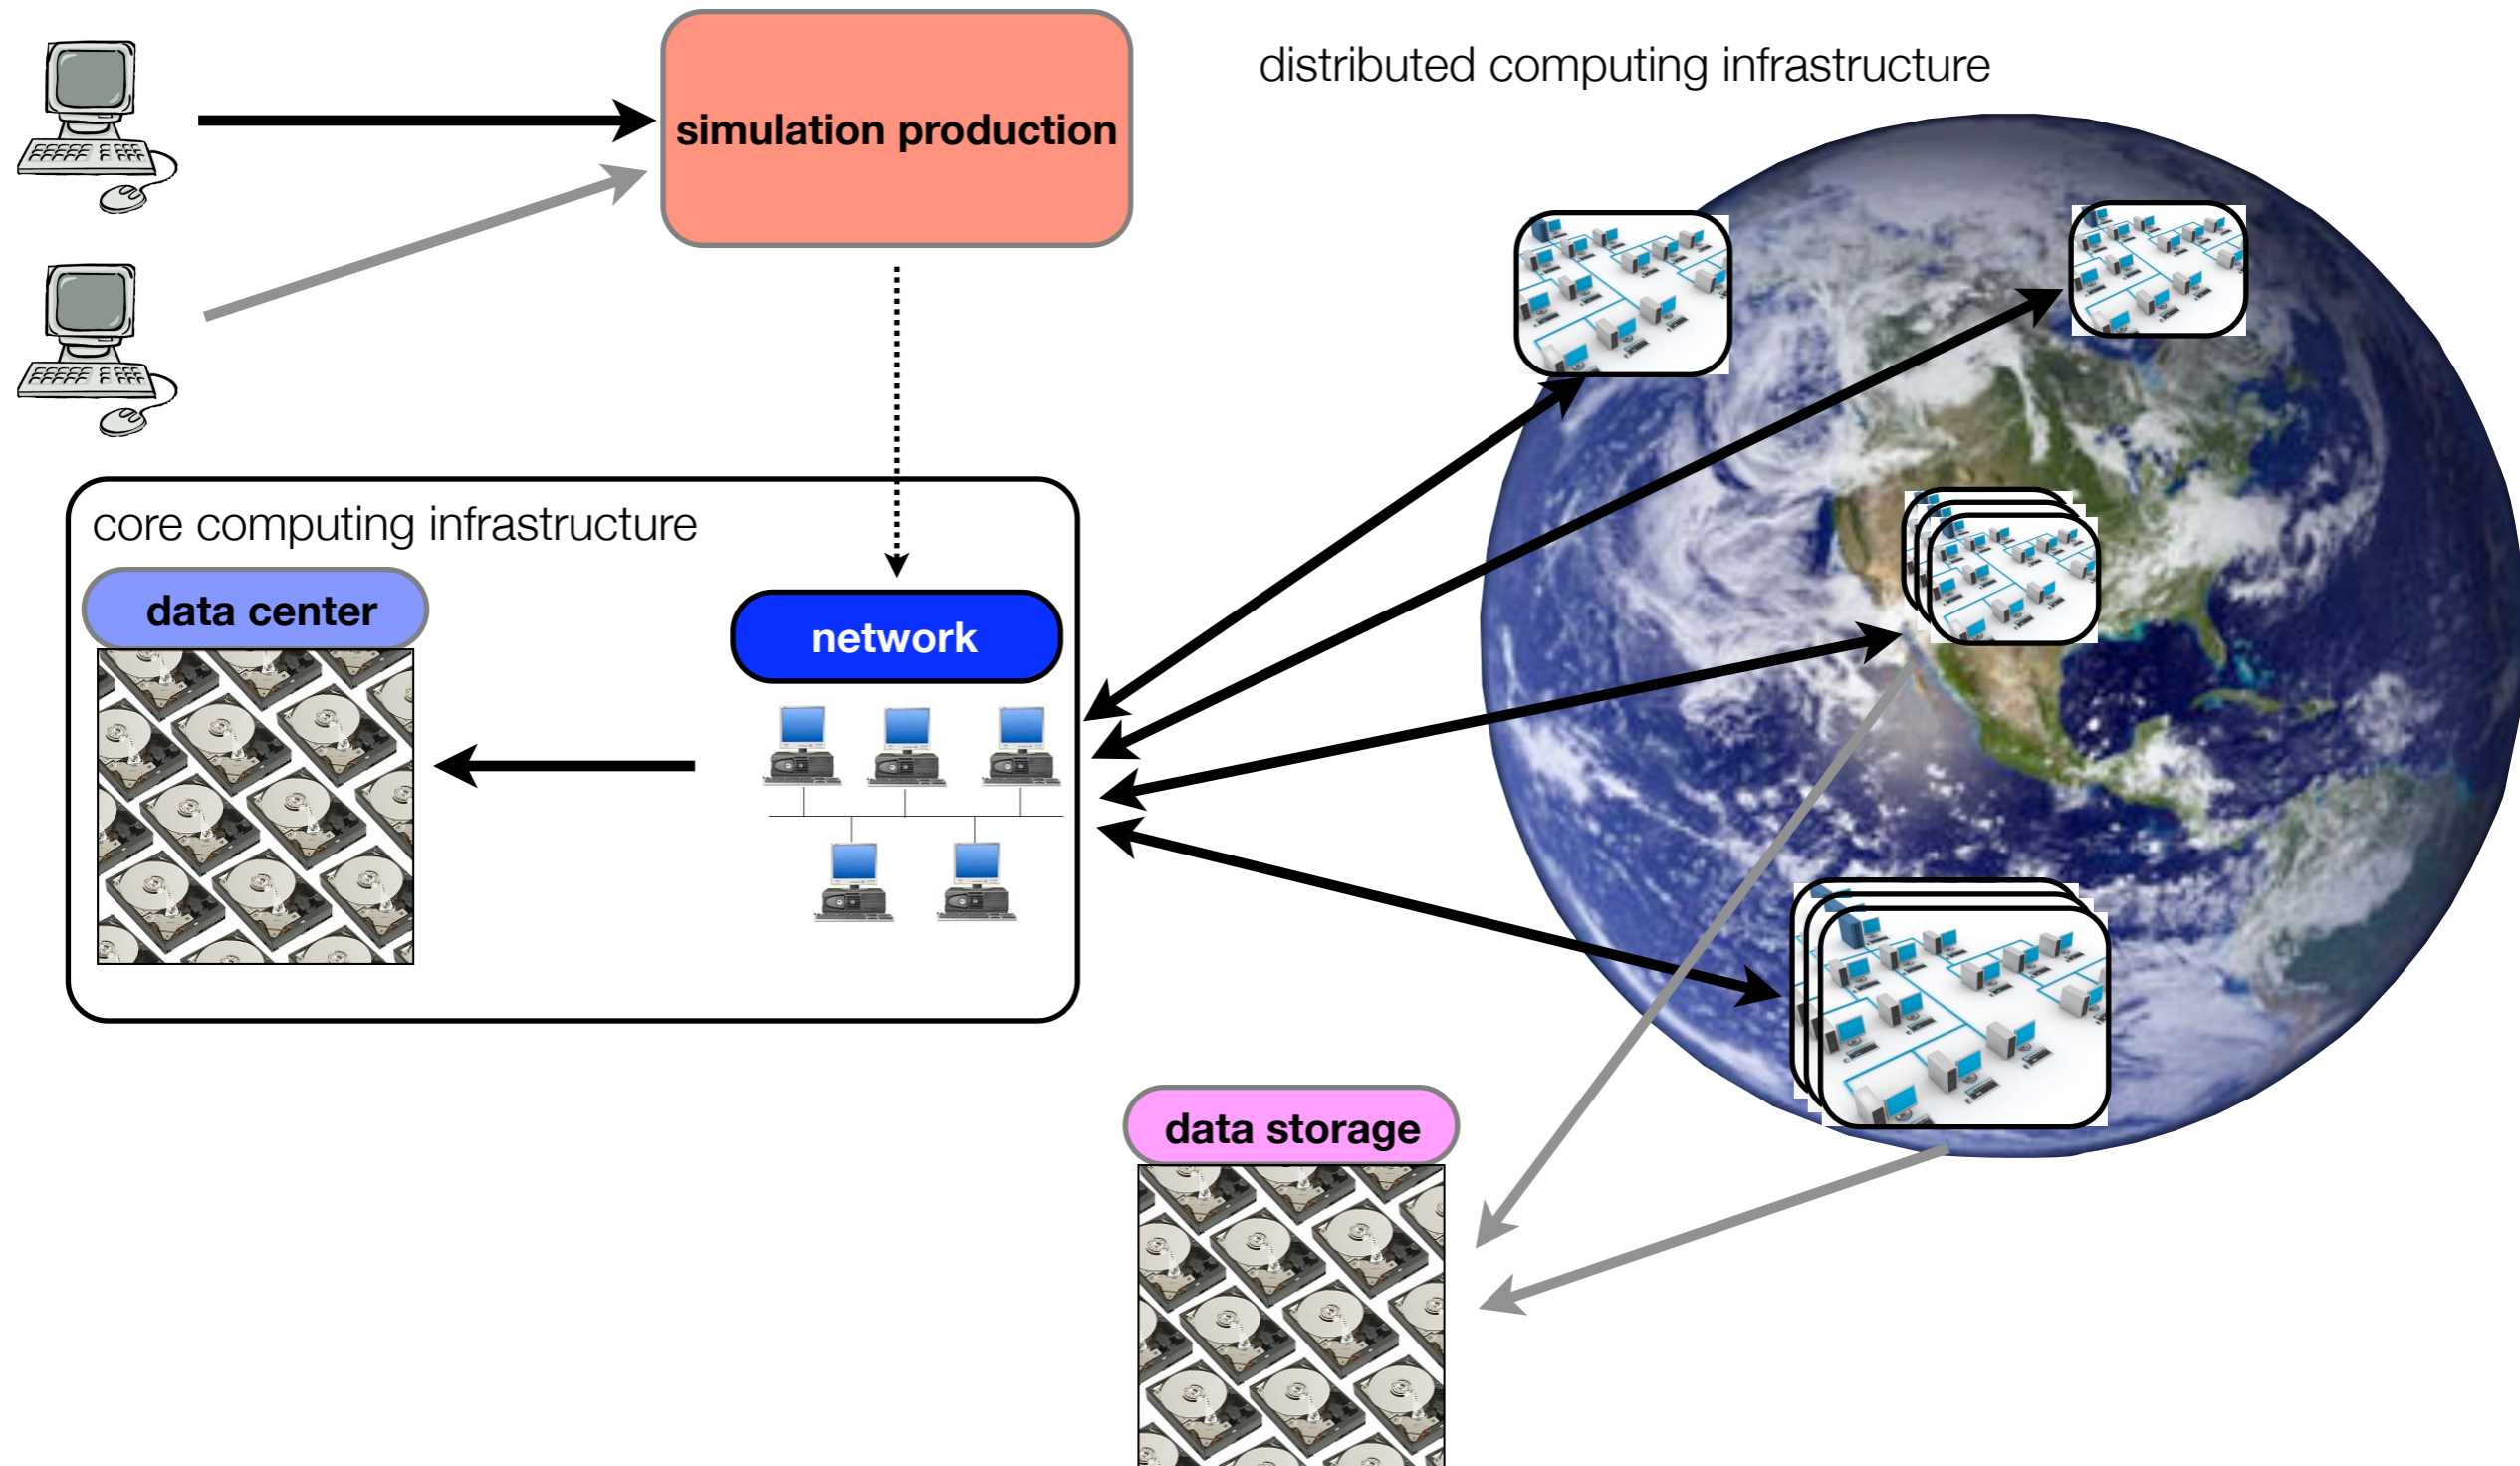 simulation production
distributed computing infrastructure
core computing infrastructure
data center
network
data storage